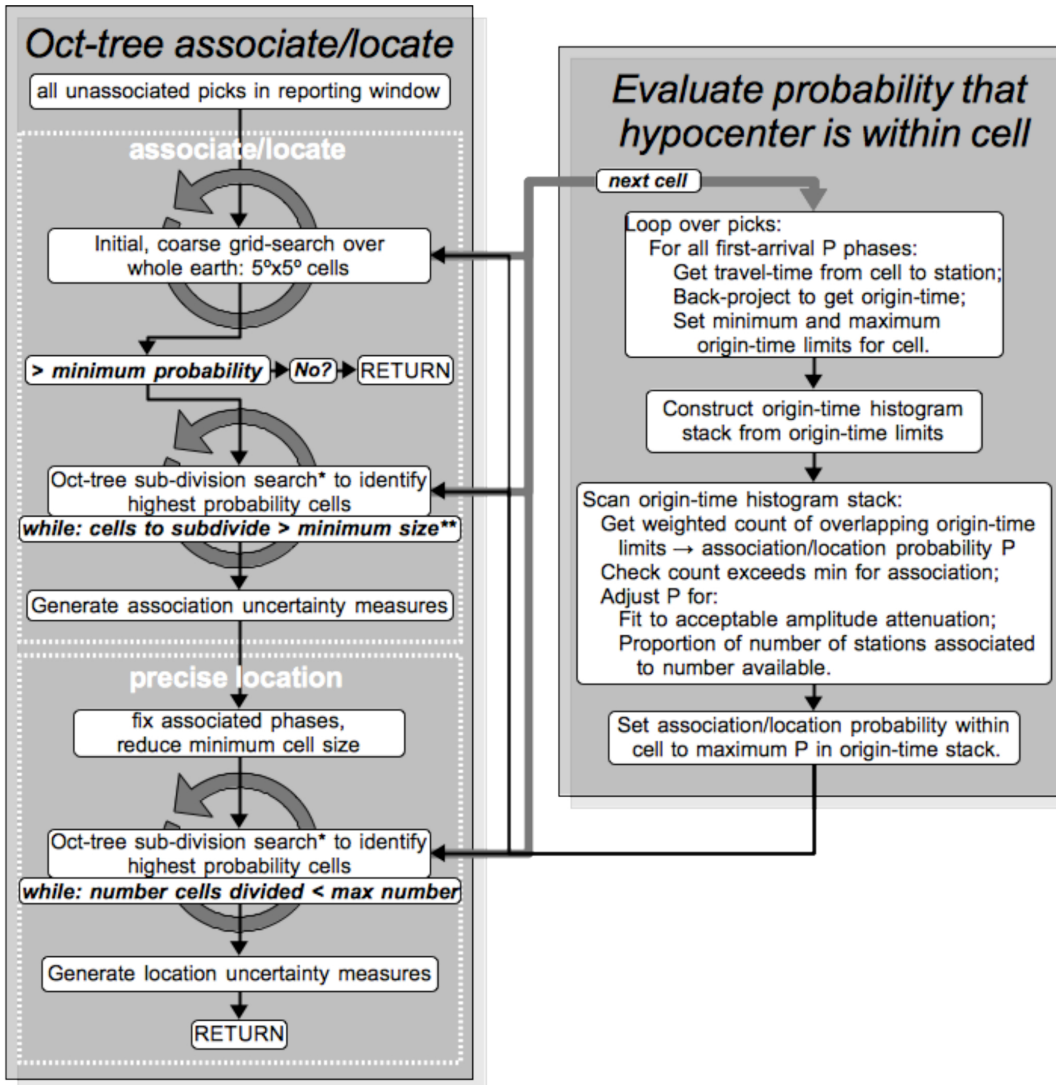 Oct-tree associate/locate
all unassociated picks in reporting window
associate/locate
Initial, coarse grid-search over
whole earth: 5ºx5º cells
> minimum probability
No?
RETURN
Oct-tree sub-division search* to identify
highest probability cells
while: cells to subdivide > minimum size**
Generate association uncertainty measures
precise location
fix associated phases,
reduce minimum cell size
Oct-tree sub-division search* to identify
highest probability cells
while: number cells divided < max number
Generate location uncertainty measures
RETURN
Evaluate probability that
hypocenter is within cell
next cell
Loop over picks:
For all first-arrival P phases:
Get travel-time from cell to station;
Back-project to get origin-time;
Set minimum and maximum
origin-time limits for cell.
Construct origin-time histogram
stack from origin-time limits
Scan origin-time histogram stack:
Get weighted count of overlapping origin-time
limits → association/location probability P
Check count exceeds min for association;
Adjust P for:
Fit to acceptable amplitude attenuation;
Proportion of number of stations associated
to number available.
Set association/location probability within
cell to maximum P in origin-time stack.